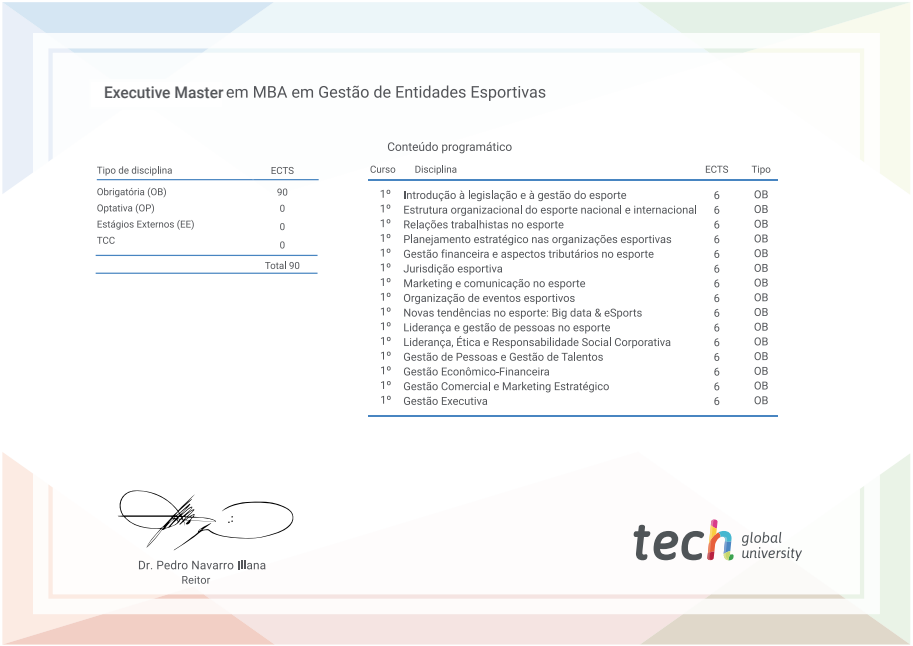 Executive Master em MBA em Gestão de Entidades Esportivas
Conteúdo programático
Tipo de disciplina ECTS
Obrigatória (OB) 90
Optativa (OP) 0
Estágios Externos (EE) 0
TCC 0
Total 90
Curso Disciplina ECTS Tipo
1º Introdução à legislação e à gestão do esporte 6 OB
1º Estrutura organizacional do esporte nacional e internacional 6 OB
1º Relações trabalhistas no esporte 6 OB
1º Planejamento estratégico nas organizações esportivas 6 OB
1º Gestão financeira e aspectos tributários no esporte 6 OB
1º Jurisdição esportiva 6 OB
1º Marketing e comunicação no esporte 6 OB
1º Organização de eventos esportivos 6 OB
1º Novas tendências no esporte: Big data & eSports 6 OB
1º Liderança e gestão de pessoas no esporte 6 OB
1º Liderança, Ética e Responsabilidade Social Corporativa 6 OB
1º Gestão de Pessoas e Gestão de Talentos 6 OB
1º Gestão Econômico-Financeira 6 OB
1º Gestão Comercial e Marketing Estratégico 6 OB
1º Gestão Executiva 6 OB
Dr. Pedro Navarro Illana
Reitor
tech global
university